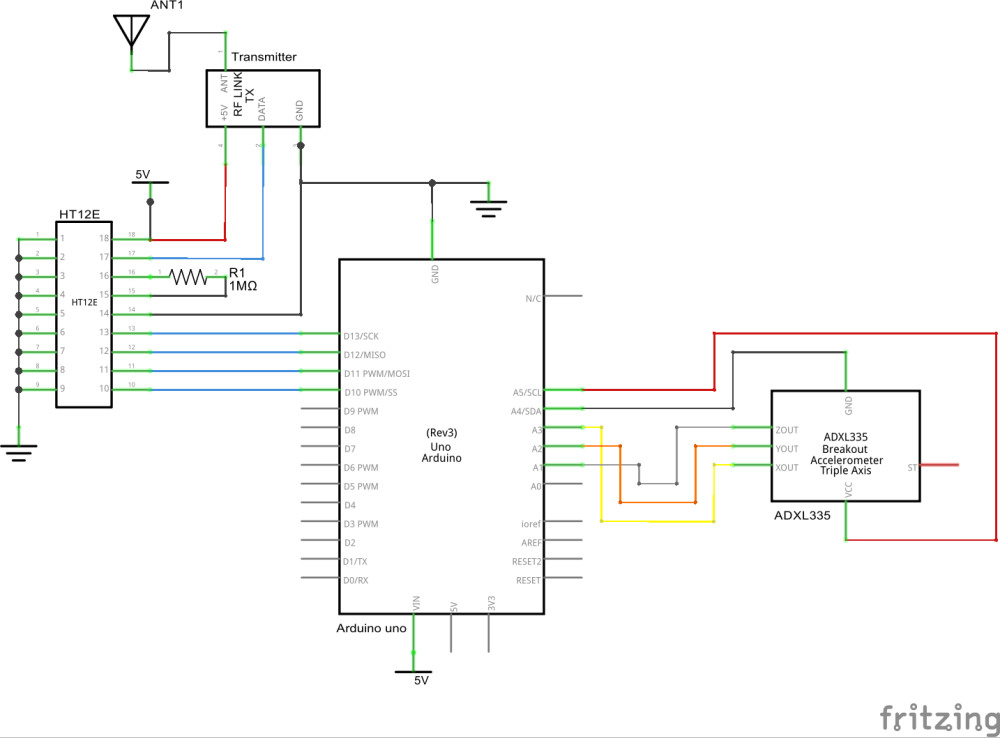 ANT1
Transmitter
1
ANT
RF LINK
TX
+5V
DATA
GND
4
2
5V
HT12E
HT12E
1 1
2 2
3 3
4 4
5 5
6 6
7 7
8 8
9 9
18 18
17 17
16 16
15 15
14 14
13 13
12 12
11 11
10 10
1 2
R1
1MΩ
GND
N/C
D13/SCK
D12/MISO
D11 PWM/MOSI
D10 PWM/SS
D9 PWM
D8
D7
D6 PWM
D5 PWM
D4
D3 PWM
D2
D1/TX
D0/RX
(Rev3)
Uno
Arduino
A5/SCL
A4/SDA
A3
A2
A1
A0
ioref
AREF
RESET2
RESET
VIN
5V
3V3
Arduino uno
5V
GND
ZOUT
YOUT
XOUT
ADXL335
Breakout
Accelerometer
Triple Axis
ST
VCC
ADXL335
fritzing